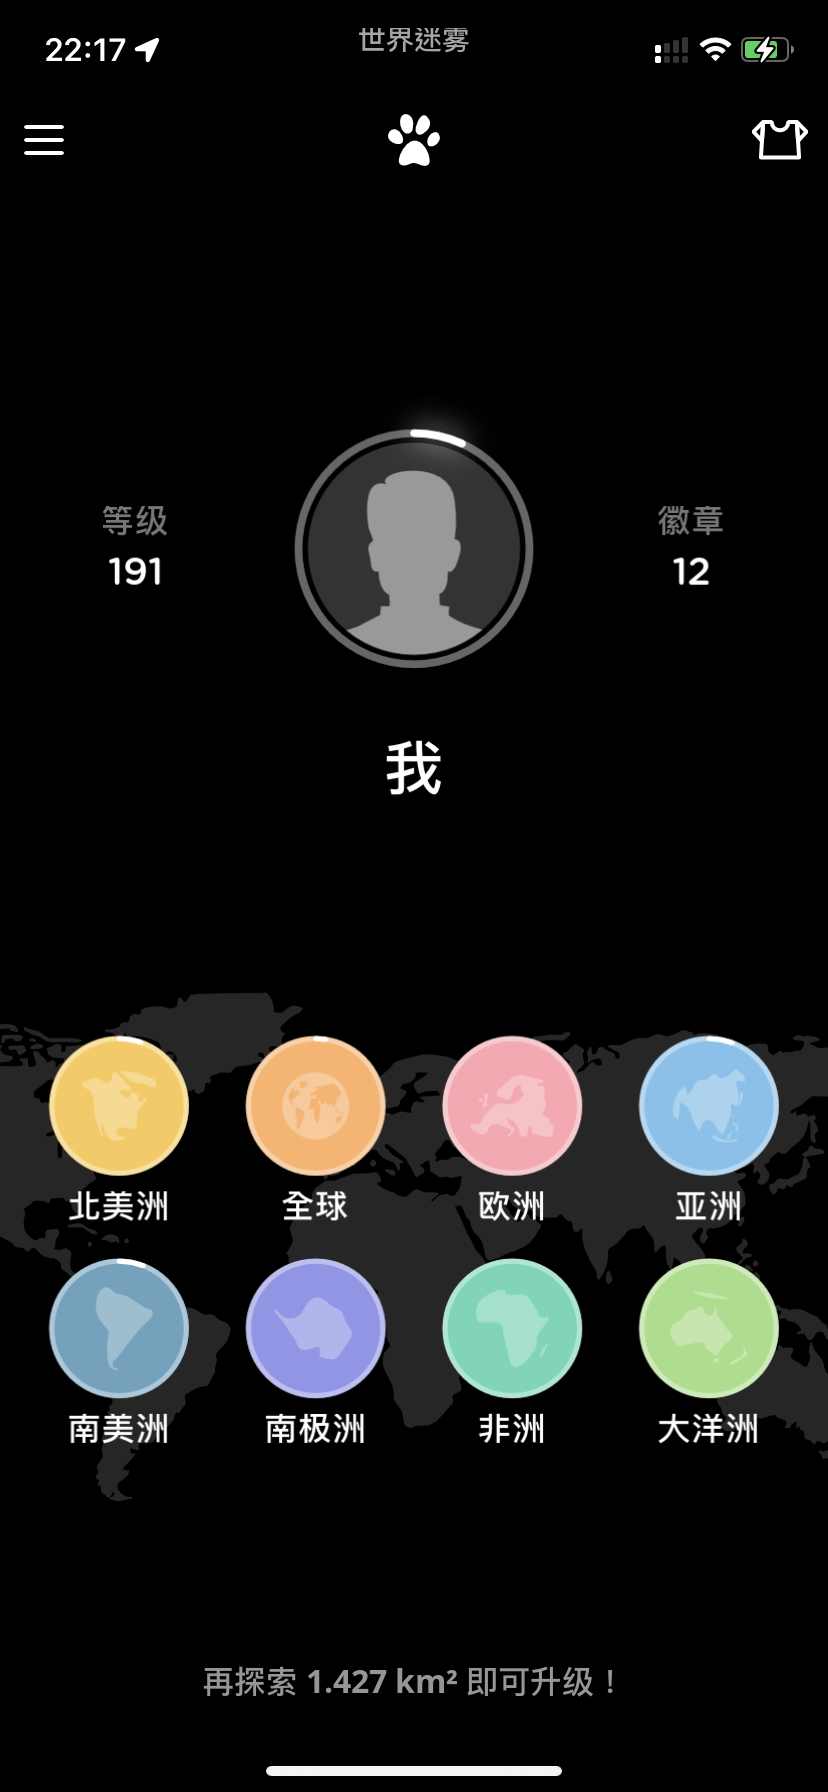 22:17
世界迷雾
等级
191
徽章
12
我
北美洲
全球
欧洲
亚洲
南美洲
南极洲
非洲
大洋洲
再探索 1.427 km² 即可升级！